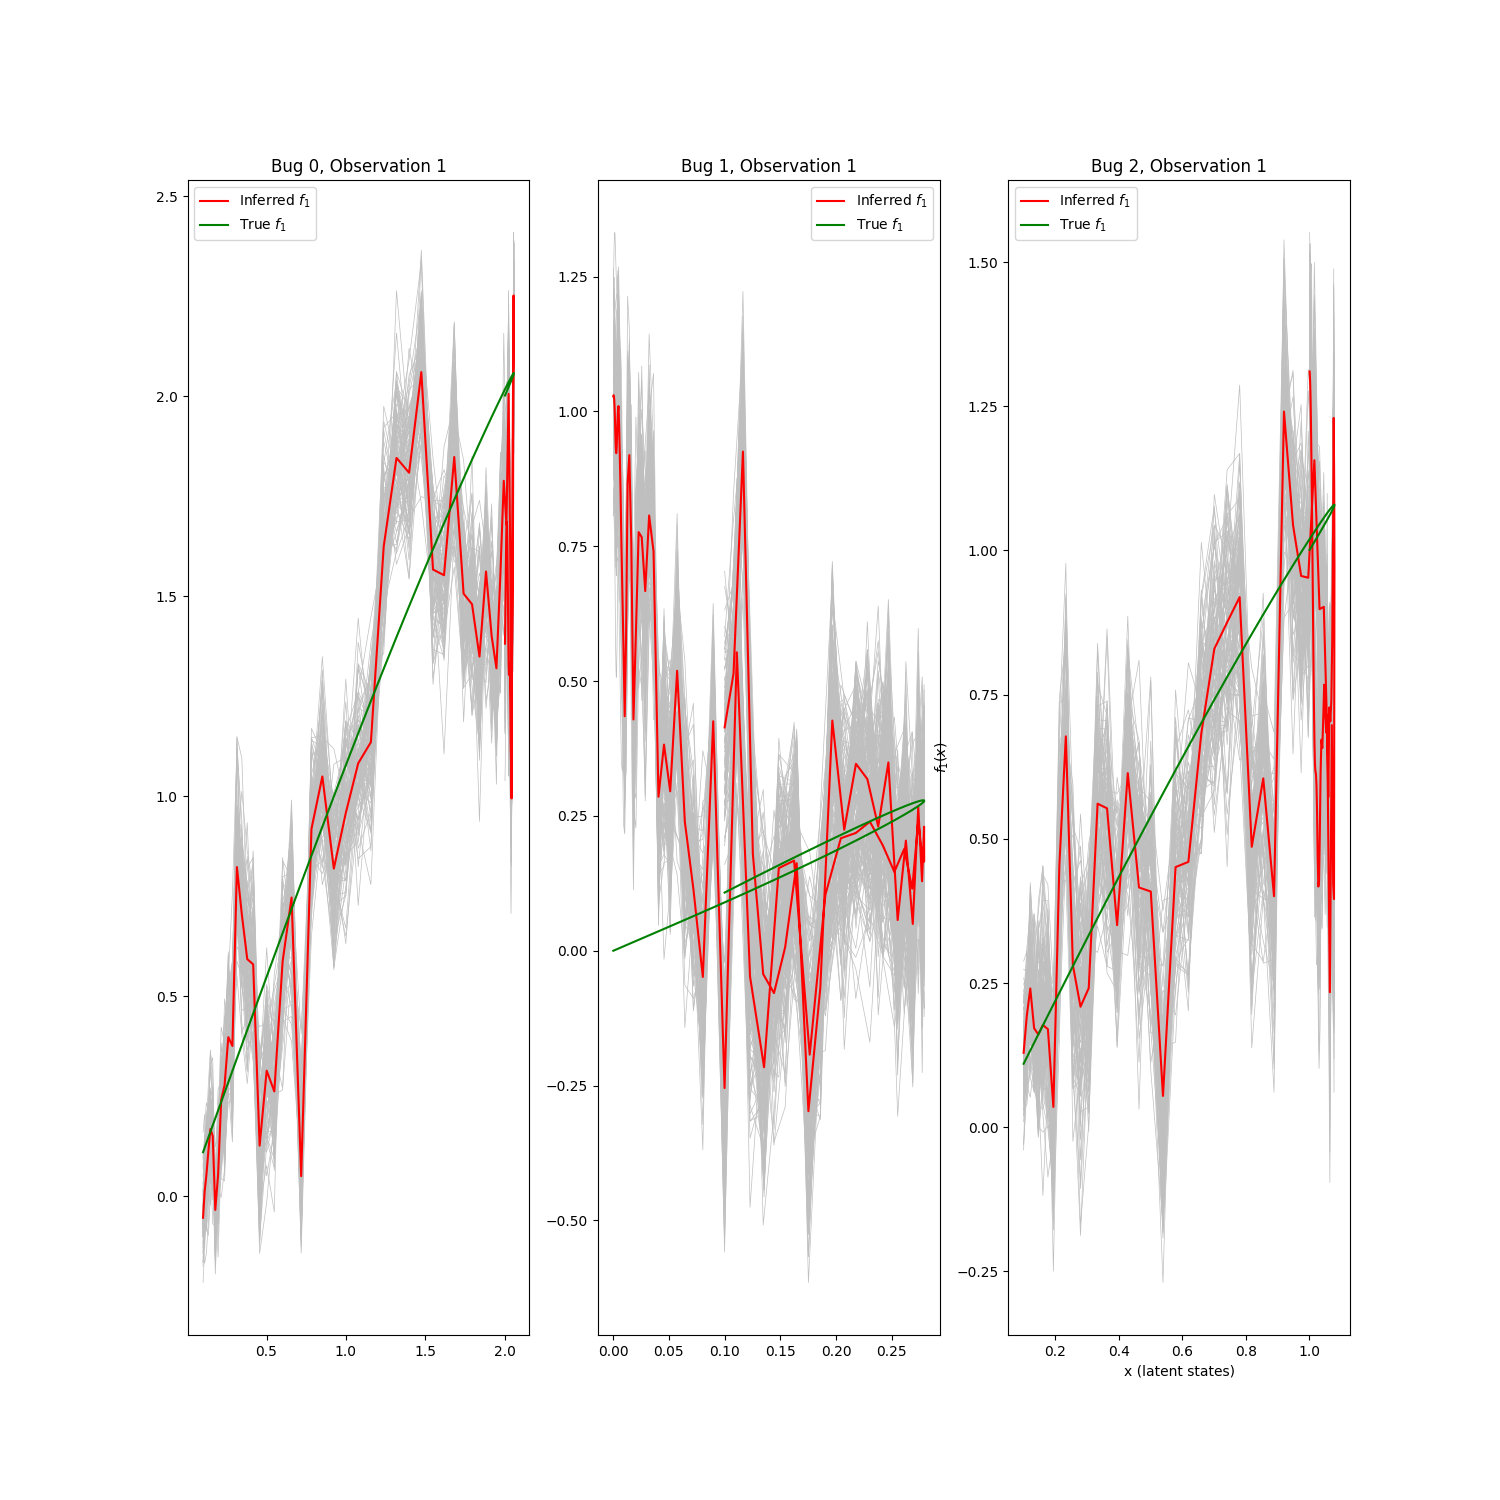 Bug 0, Observation 1
Inferred f₁
True f₁
2.5
2.0
1.5
1.0
0.5
0.0
0.5 1.0 1.5 2.0
Bug 1, Observation 1
Inferred f₁
True f₁
1.25
1.00
0.75
0.50
0.25
0.00
−0.25
−0.50
0.00 0.05 0.10 0.15 0.20 0.25
Bug 2, Observation 1
Inferred f₁
True f₁
f₁(x)
1.50
1.25
1.00
0.75
0.50
0.25
0.00
−0.25
0.2 0.4 0.6 0.8 1.0
x (latent states)